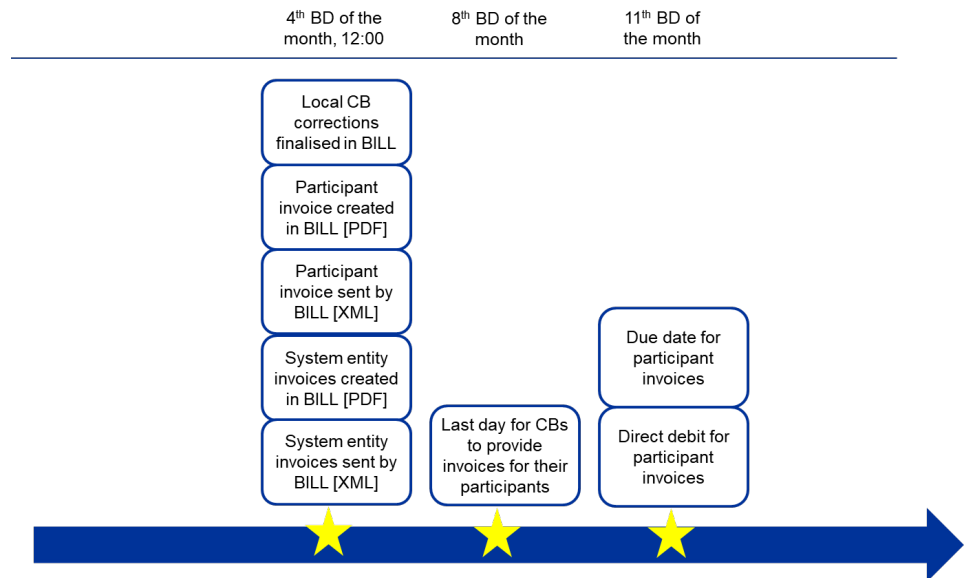 4th BD of the
month, 12:00
8th BD of the
month
11th BD of
the month
Local CB
corrections
finalised in BILL
Participant
invoice created
in BILL [PDF]
Participant
invoice sent by
BILL [XML]
System entity
invoices created
in BILL [PDF]
System entity
invoices sent by
BILL [XML]
Last day for CBs
to provide
invoices for their
participants
Due date for
participant
invoices
Direct debit for
participant
invoices